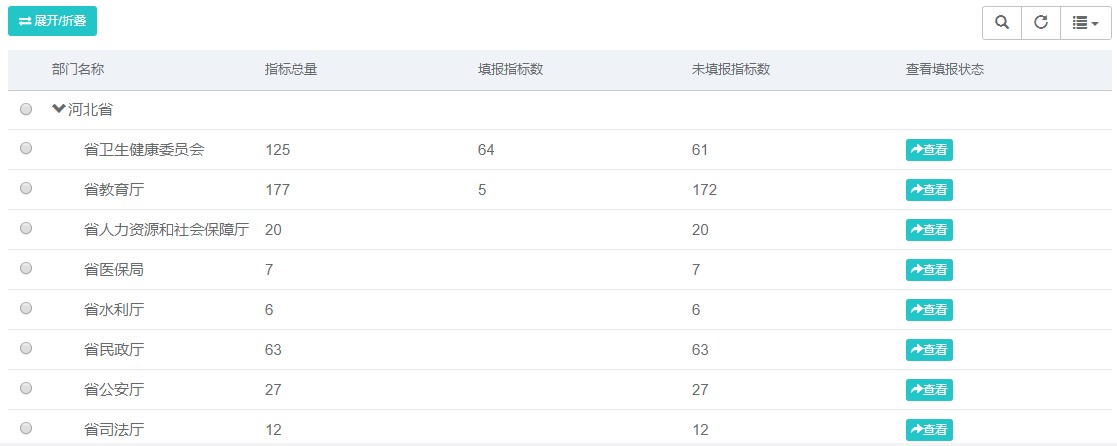 展开/折叠
部门名称 指标总量 填报指标数 未填报指标数 查看填报状态
河北省
省卫生健康委员会 125 64 61 查看
省教育厅 177 5 172 查看
省人力资源和社会保障厅 20 20 查看
省医保局 7 7 查看
省水利厅 6 6 查看
省民政厅 63 63 查看
省公安厅 27 27 查看
省司法厅 12 12 查看